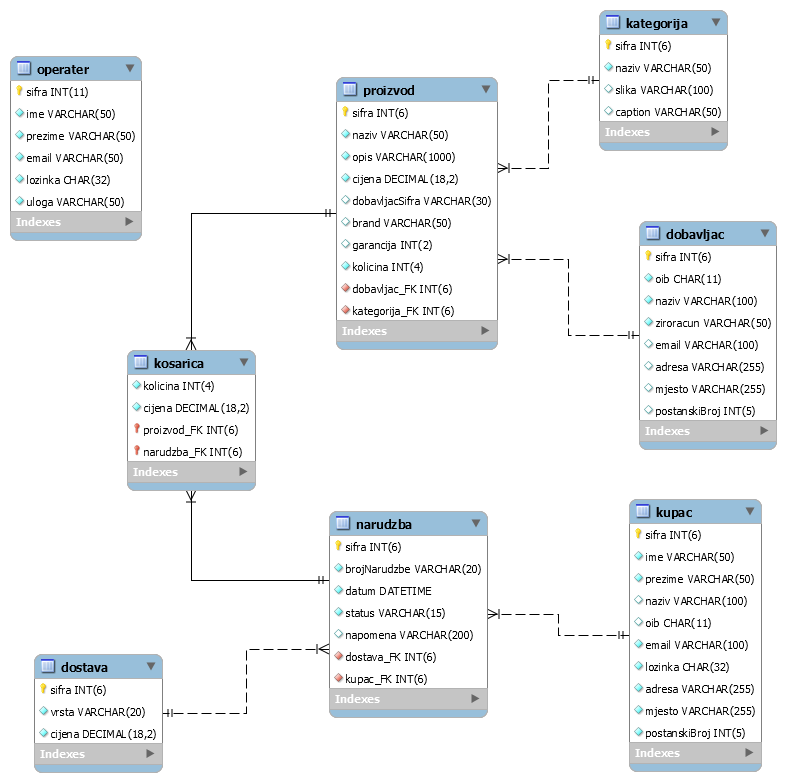 operater
sifra INT(11)
ime VARCHAR(50)
prezime VARCHAR(50)
email VARCHAR(50)
lozinka CHAR(32)
uloga VARCHAR(50)
Indexes
proizvod
sifra INT(6)
naziv VARCHAR(50)
opis VARCHAR(1000)
cijena DECIMAL(18,2)
dobavljacSifra VARCHAR(30)
brand VARCHAR(50)
garancija INT(2)
kolicina INT(4)
dobavljac_FK INT(6)
kategorija_FK INT(6)
Indexes
kategorija
sifra INT(6)
naziv VARCHAR(50)
slika VARCHAR(100)
caption VARCHAR(50)
Indexes
dobavljac
sifra INT(6)
oib CHAR(11)
naziv VARCHAR(100)
ziroracun VARCHAR(50)
email VARCHAR(100)
adresa VARCHAR(255)
mjesto VARCHAR(255)
postanskiBroj INT(5)
Indexes
kosarica
kolicina INT(4)
cijena DECIMAL(18,2)
proizvod_FK INT(6)
narudzba_FK INT(6)
Indexes
narudzba
sifra INT(6)
brojNarudzbe VARCHAR(20)
datum DATETIME
status VARCHAR(15)
napomena VARCHAR(200)
dostava_FK INT(6)
kupac_FK INT(6)
Indexes
kupac
sifra INT(6)
ime VARCHAR(50)
prezime VARCHAR(50)
naziv VARCHAR(100)
oib CHAR(11)
email VARCHAR(100)
lozinka CHAR(32)
adresa VARCHAR(255)
mjesto VARCHAR(255)
postanskiBroj INT(5)
Indexes
dostava
sifra INT(6)
vrsta VARCHAR(20)
cijena DECIMAL(18,2)
Indexes